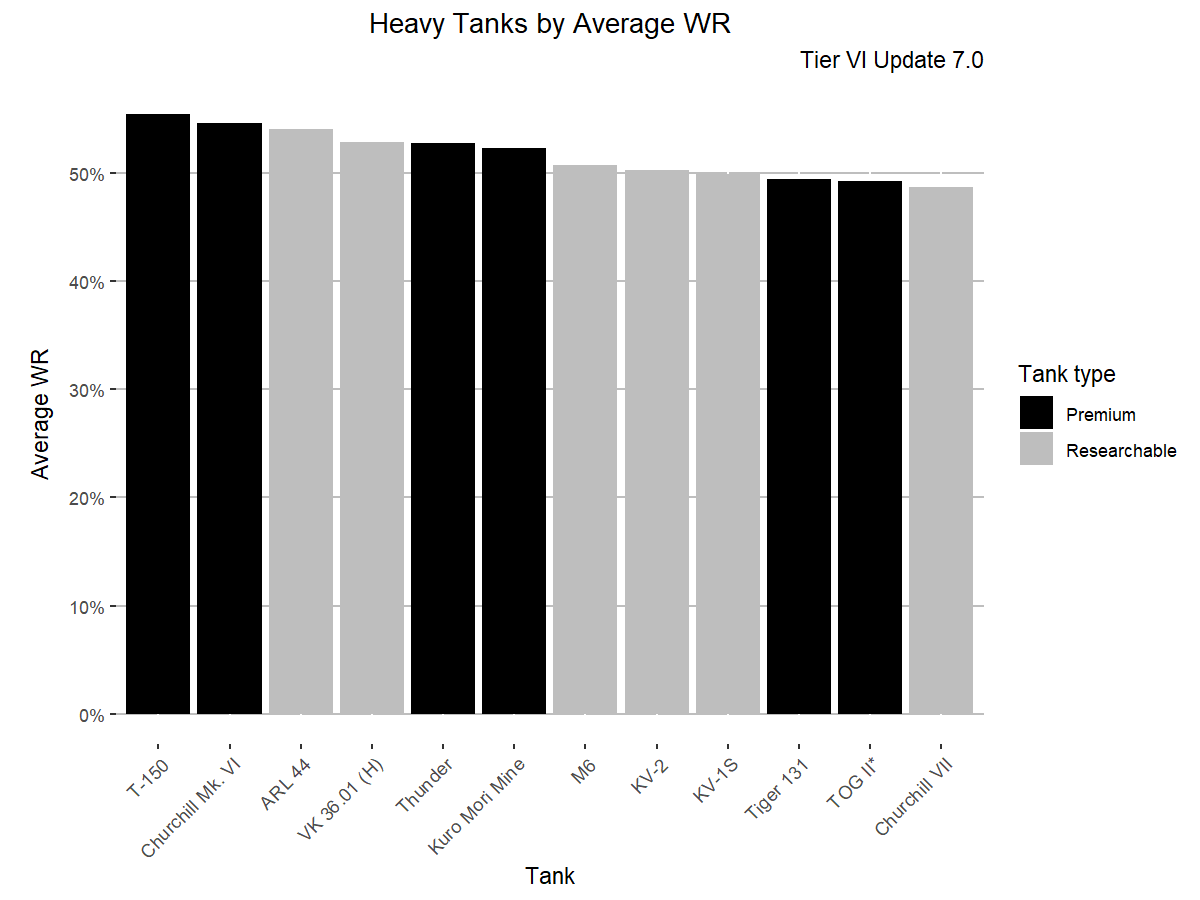 Heavy Tanks by Average WR
Tier VI Update 7.0
Average WR
50%
40%
30%
20%
10%
0%
T-150
Churchill Mk. VI
ARL 44
VK 36.01 (H)
Thunder
Kuro Mori Mine
M6
KV-2
KV-1S
Tiger 131
TOG II*
Churchill VII
Tank
Tank type
Premium
Researchable